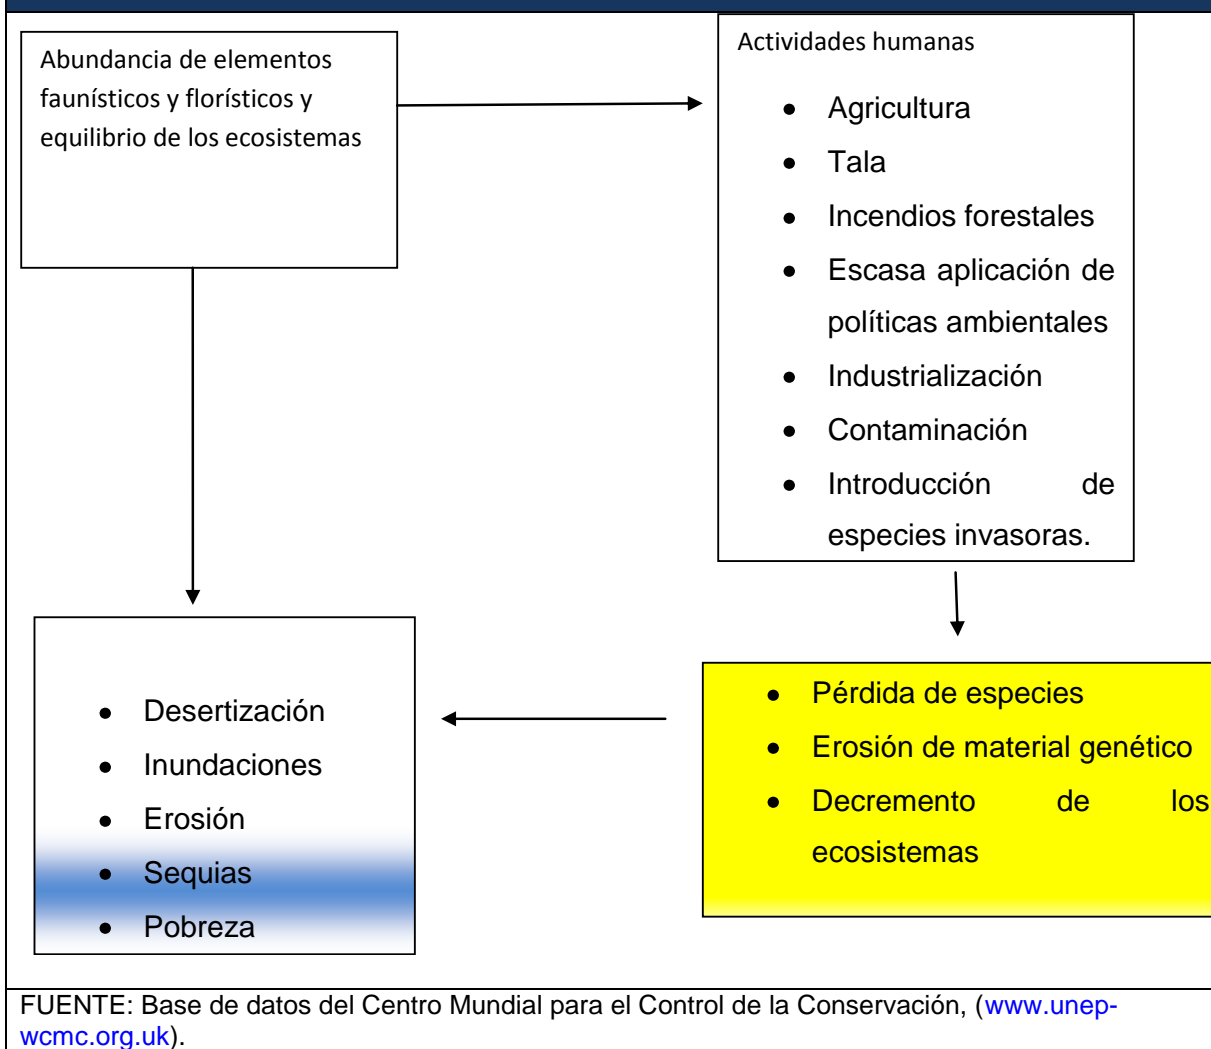 Abundancia de elementos
faunísticos y florísticos y
equilibrio de los ecosistemas
Actividades humanas
• Agricultura
• Tala
• Incendios forestales
• Escasa aplicación de
políticas ambientales
• Industrialización
• Contaminación
• Introducción de
especies invasoras.
• Desertización
• Inundaciones
• Erosión
• Sequias
• Pobreza
• Pérdida de especies
• Erosión de material genético
• Decremento de los
ecosistemas
FUENTE: Base de datos del Centro Mundial para el Control de la Conservación, (www.unep-
wcmc.org.uk).